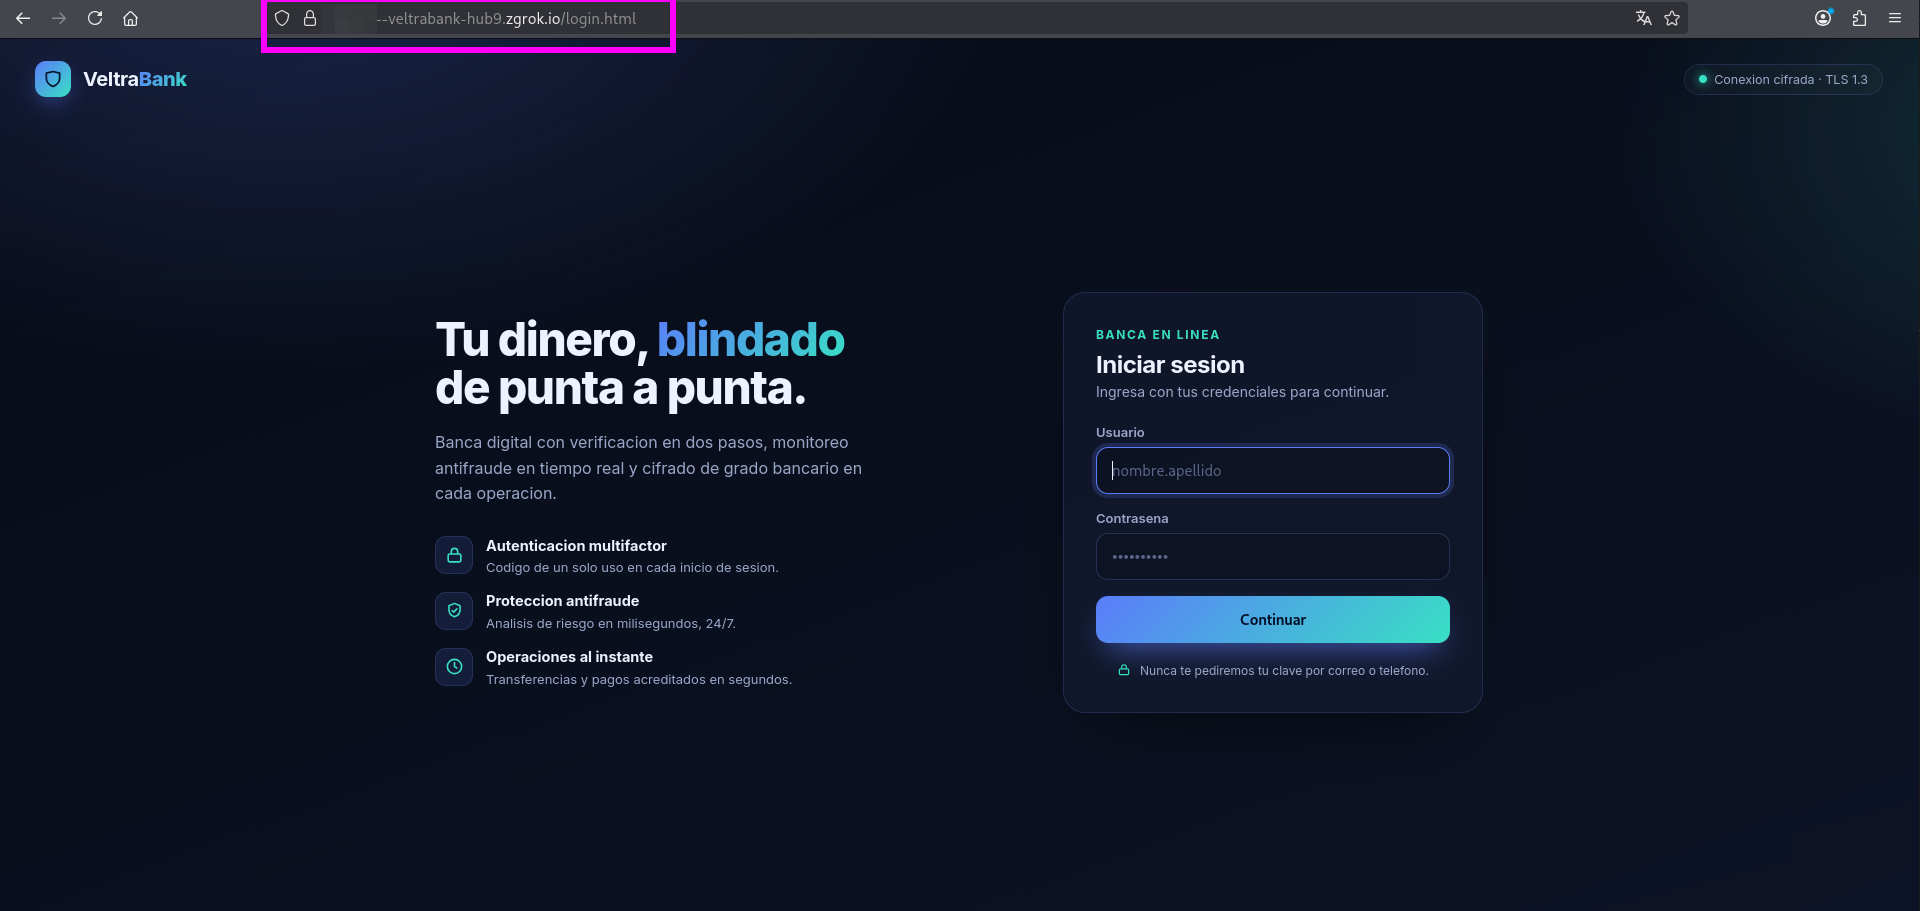 --veltrabank-hub9.zgrok.io/login.html
VeltraBank
Conexion cifrada · TLS 1.3
Tu dinero, blindado
de punta a punta.
Banca digital con verificacion en dos pasos, monitoreo
antifraude en tiempo real y cifrado de grado bancario en
cada operacion.
Autenticacion multifactor
Codigo de un solo uso en cada inicio de sesion.
Proteccion antifraude
Analisis de riesgo en milisegundos, 24/7.
Operaciones al instante
Transferencias y pagos acreditados en segundos.
BANCA EN LINEA
Iniciar sesion
Ingresa con tus credenciales para continuar.
Usuario
nombre.apellido
Contrasena
••••••••••
Continuar
Nunca te pediremos tu clave por correo o telefono.